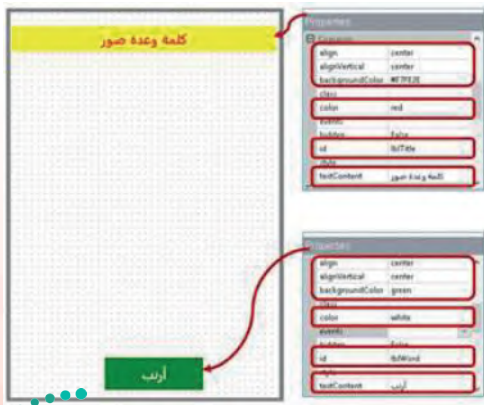 كلمة وعدة صور
Properties
Common
align center
alignVertical center
backgroundColor #F7FE2E
class
color red
events
hidden False
id lblTitle
style
textContent كلمة وعدة صور
أرنب
Properties
align center
alignVertical center
backgroundColor green
class
color white
events
hidden False
id lblWord
style
textContent أرنب